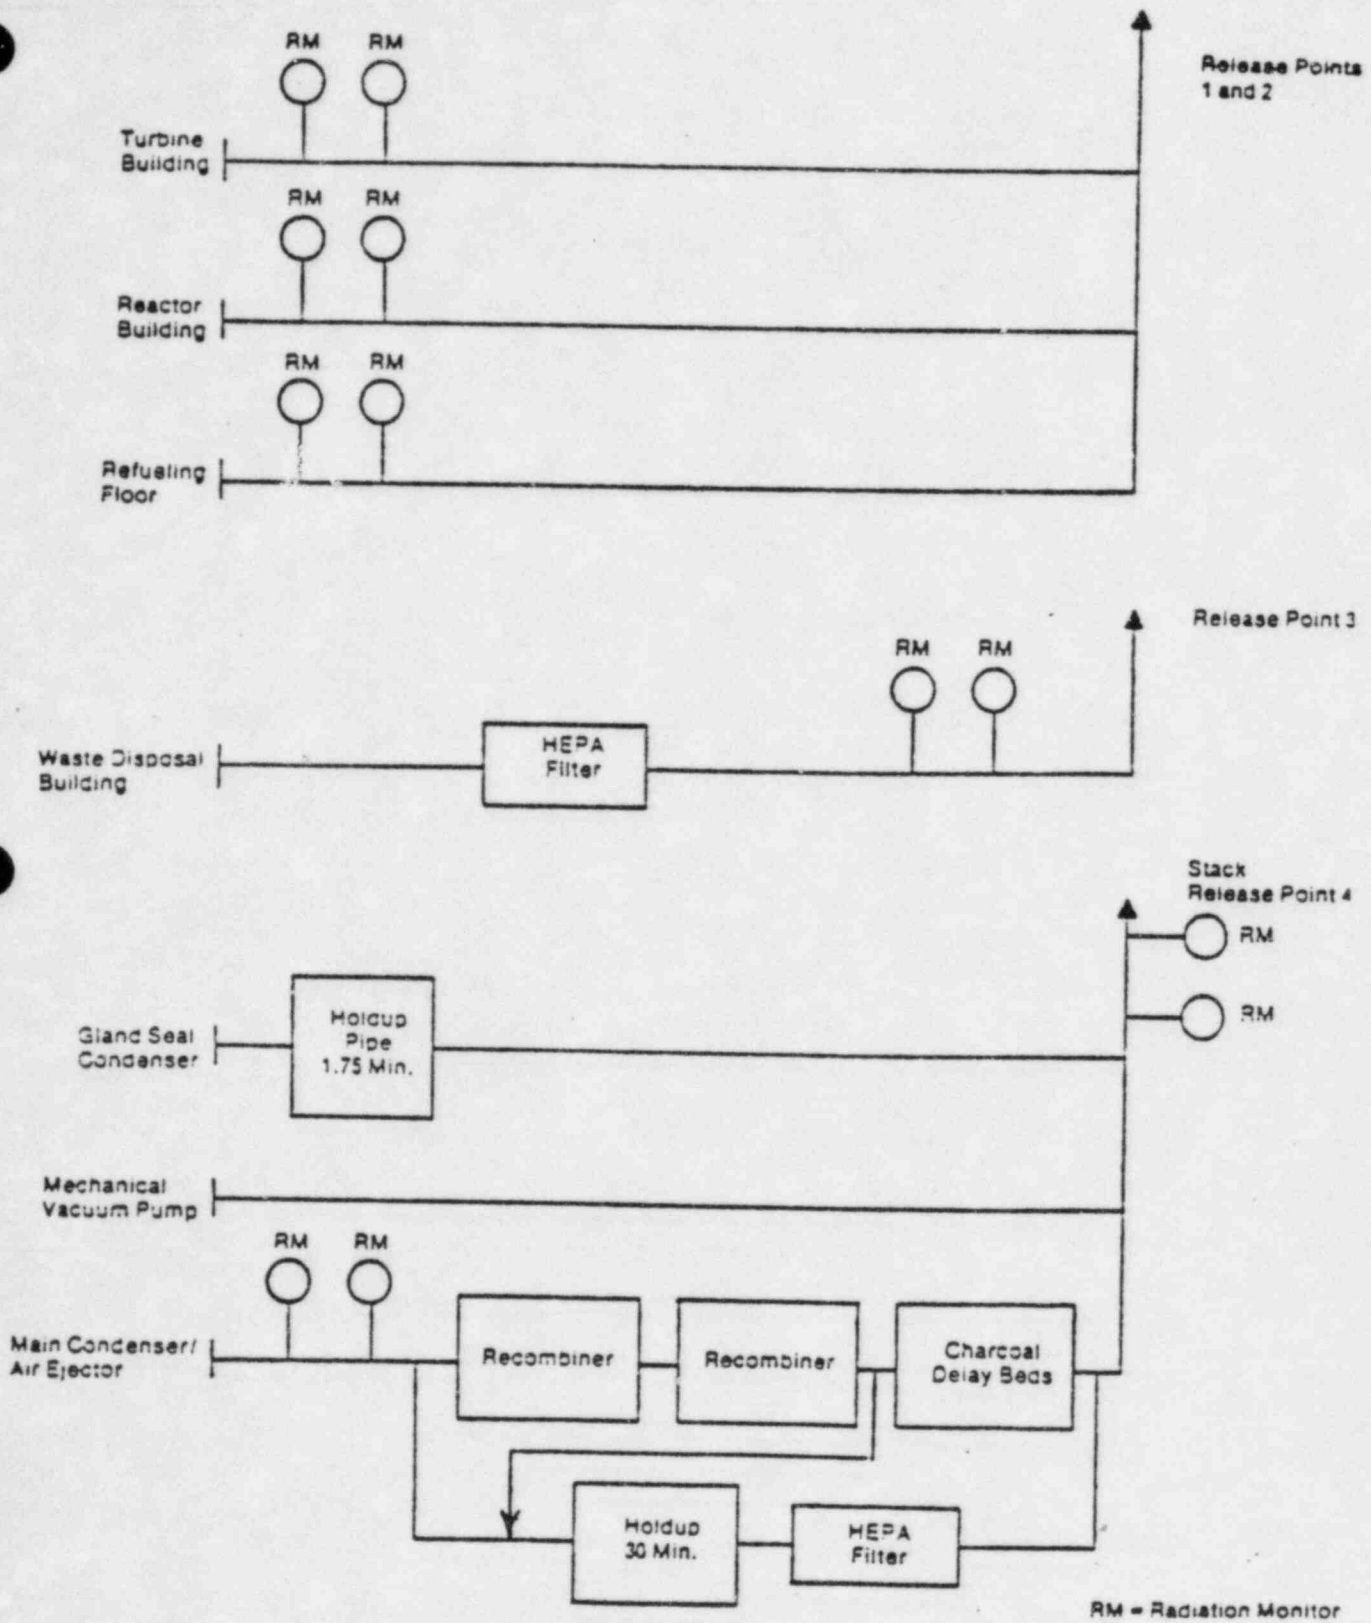 RM RM
Release Points
1 and 2
Turbine
Building
RM RM
Reactor
Building
RM RM
Refueling
Floor
Release Point 3
RM RM
HEPA
Filter
Waste Disposal
Building
Stack
Release Point 4
RM
RM
Holdup
Pipe
1.75 Min.
Gland Seal
Condenser
Mechanical
Vacuum Pump
RM RM
Main Condenser/
Air Ejector
Recombiner
Recombiner
Charcoal
Delay Beds
Holdup
30 Min.
HEPA
Filter
RM = Radiation Monitor